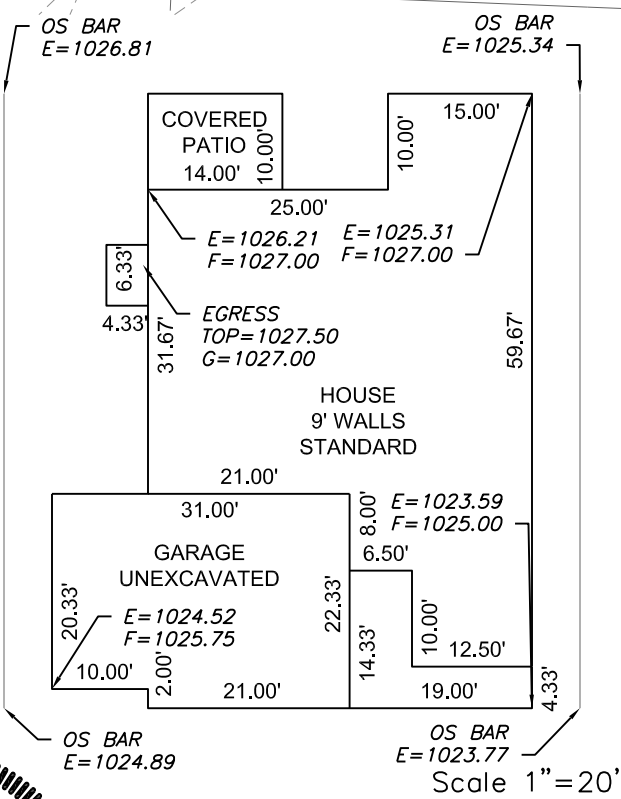 OS BAR
E=1026.81
OS BAR
E=1025.34
COVERED
PATIO
14.00'
10.00'
10.00'
15.00'
25.00'
E=1026.21
F=1027.00
E=1025.31
F=1027.00
6.33'
4.33'
31.67'
EGRESS
TOP=1027.50
G=1027.00
59.67'
HOUSE
9' WALLS
STANDARD
21.00'
31.00'
8.00'
E=1023.59
F=1025.00
6.50'
GARAGE
UNEXCAVATED
20.33'
E=1024.52
F=1025.75
22.33'
14.33'
10.00'
12.50'
10.00'
2.00'
21.00'
19.00'
4.33'
OS BAR
E=1024.89
OS BAR
E=1023.77
Scale 1"=20'